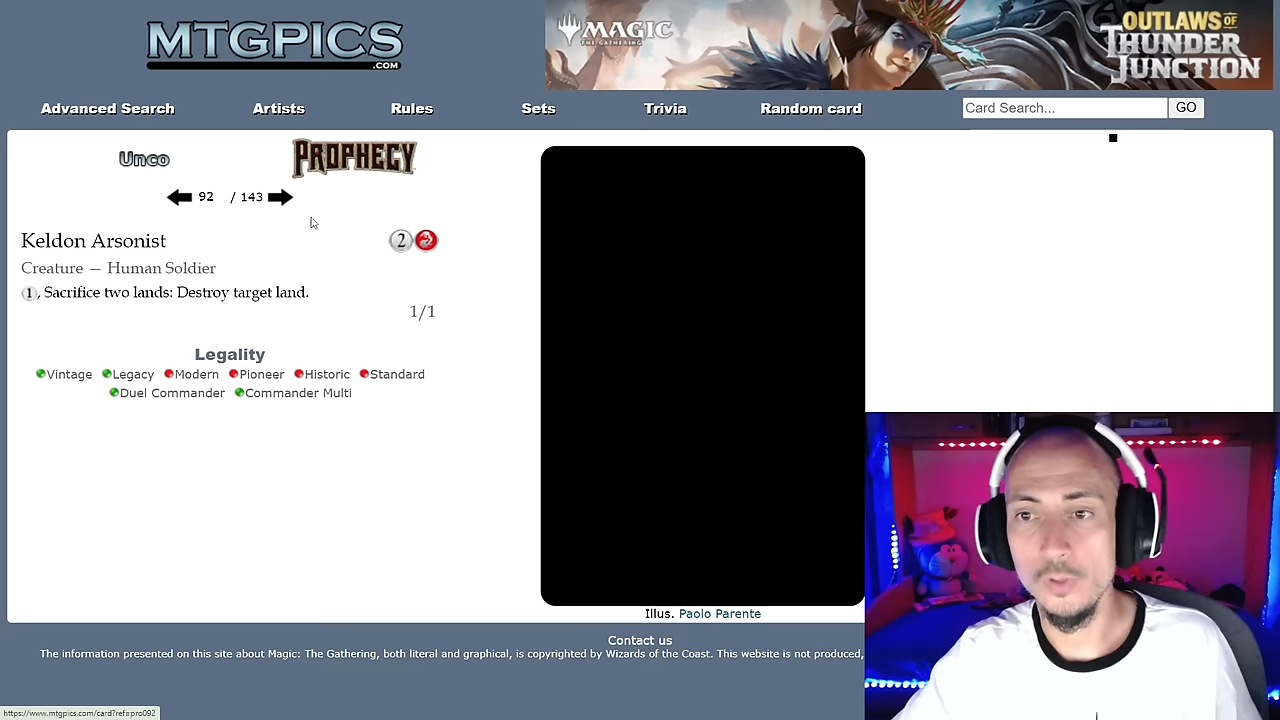 MTGPICS
.COM
MAGIC
THE GATHERING
OUTLAWS OF
THUNDER
JUNCTION
Advanced Search Artists Rules Sets Trivia Random card Card Search... GO
Unco PROPHECY
92 / 143
Keldon Arsonist 2
Creature — Human Soldier
1, Sacrifice two lands: Destroy target land.
1/1
Legality
Vintage Legacy Modern Pioneer Historic Standard
Duel Commander Commander Multi
Illus. Paolo Parente
Contact us
The information presented on this site about Magic: The Gathering, both literal and graphical, is copyrighted by Wizards of the Coast. This website is not produced,
https://www.mtgpics.com/card?ref=pro092